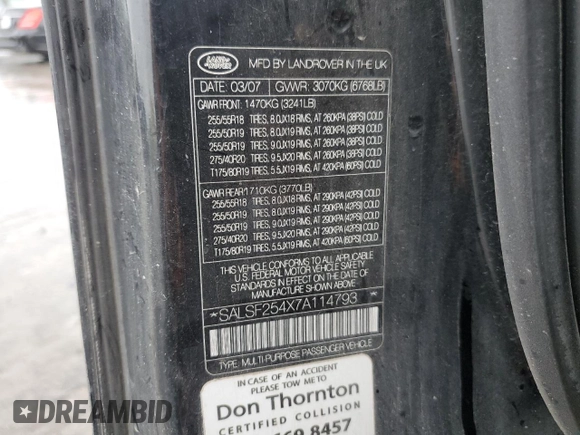 LAND
ROVER
MFD BY LANDROVER IN THE UK
DATE: 03/07 GVWR: 3070KG (6768LB)
GAWR FRONT: 1470KG (3241LB)
255/55R18 TIRES, 8.0JX18 RIMS, AT 260KPA (38PSI) COLD
255/50R19 TIRES, 8.0JX19 RIMS, AT 260KPA (38PSI) COLD
255/50R19 TIRES, 9.0JX19 RIMS, AT 260KPA (38PSI) COLD
275/40R20 TIRES, 9.5JX20 RIMS, AT 260KPA (38PSI) COLD
T175/80R19 TIRES, 5.5JX19 RIMS, AT 420KPA (60PSI) COLD
GAWR REAR:1710KG (3770LB)
255/55R18 TIRES, 8.0JX18 RIMS, AT 290KPA (42PSI) COLD
255/50R19 TIRES, 8.0JX19 RIMS, AT 290KPA (42PSI) COLD
255/50R19 TIRES, 9.0JX19 RIMS, AT 290KPA (42PSI) COLD
275/40R20 TIRES, 9.5JX20 RIMS, AT 290KPA (42PSI) COLD
T175/80R19 TIRES, 5.5JX19 RIMS, AT 420KPA (60PSI) COLD
THIS VEHICLE CONFORMS TO ALL APPLICABLE
U.S. FEDERAL MOTOR VEHICLE SAFETY
STANDARDS IN EFFECT ON THE DATE OF
MANUFACTURE SHOWN ABOVE.
*SALSF254X7A114793 *
TYPE: MULTI-PURPOSE PASSENGER VEHICLE
IN CASE OF AN ACCIDENT
PLEASE TOW ME TO
Don Thornton
CERTIFIED COLLISION
8457
DREAMBID